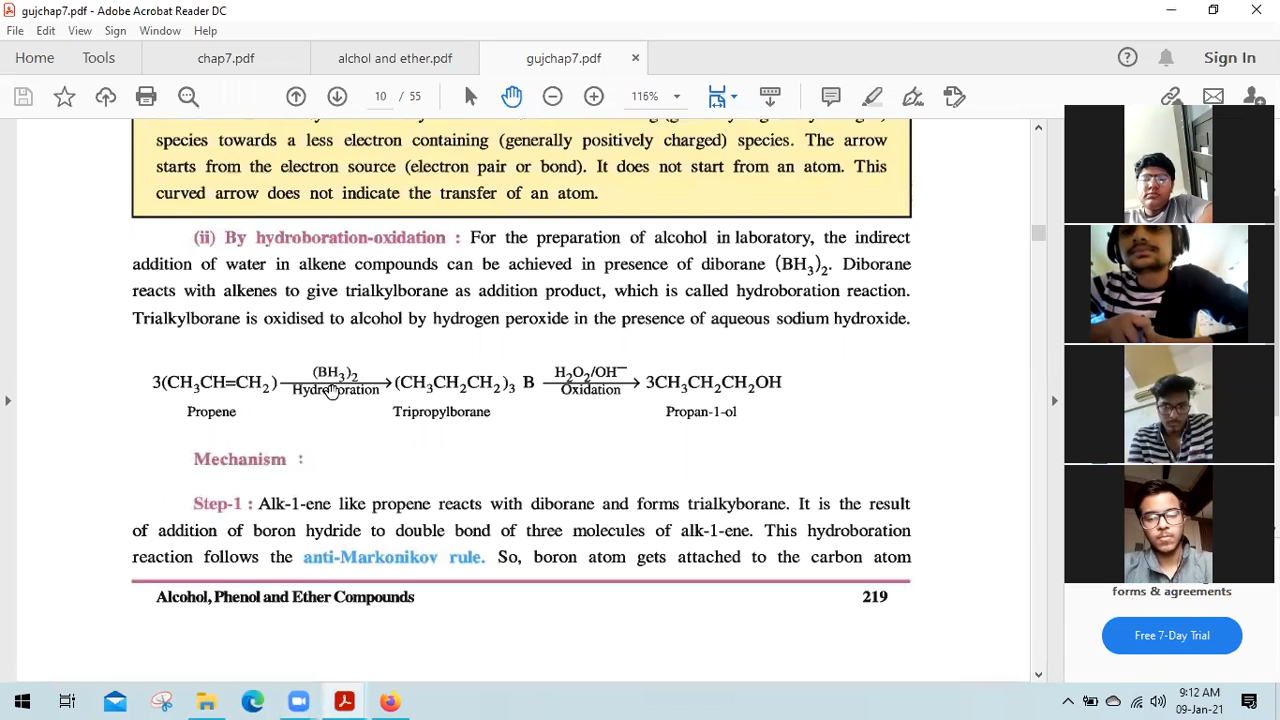 gujchap7.pdf - Adobe Acrobat Reader DC
File Edit View Sign Window Help
Home Tools chap7.pdf alchol and ether.pdf gujchap7.pdf × Sign In
10 / 55 116%
species towards a less electron containing (generally positively charged) species. The arrow
starts from the electron source (electron pair or bond). It does not start from an atom. This
curved arrow does not indicate the transfer of an atom.
(ii) By hydroboration-oxidation : For the preparation of alcohol in laboratory, the indirect
addition of water in alkene compounds can be achieved in presence of diborane (BH₃)₂. Diborane
reacts with alkenes to give trialkylborane as addition product, which is called hydroboration reaction.
Trialkylborane is oxidised to alcohol by hydrogen peroxide in the presence of aqueous sodium hydroxide.
(BH₃)₂ H₂O₂/OH⁻
3(CH₃CH=CH₂) → (CH₃CH₂CH₂)₃ B → 3CH₃CH₂CH₂OH
Hydroboration Oxidation
Propene Tripropylborane Propan-1-ol
Mechanism :
Step-1 : Alk-1-ene like propene reacts with diborane and forms trialkyborane. It is the result
of addition of boron hydride to double bond of three molecules of alk-1-ene. This hydroboration
reaction follows the anti-Markonikov rule. So, boron atom gets attached to the carbon atom
Alcohol, Phenol and Ether Compounds 219
forms & agreements
Free 7-Day Trial
9:12 AM
09-Jan-21